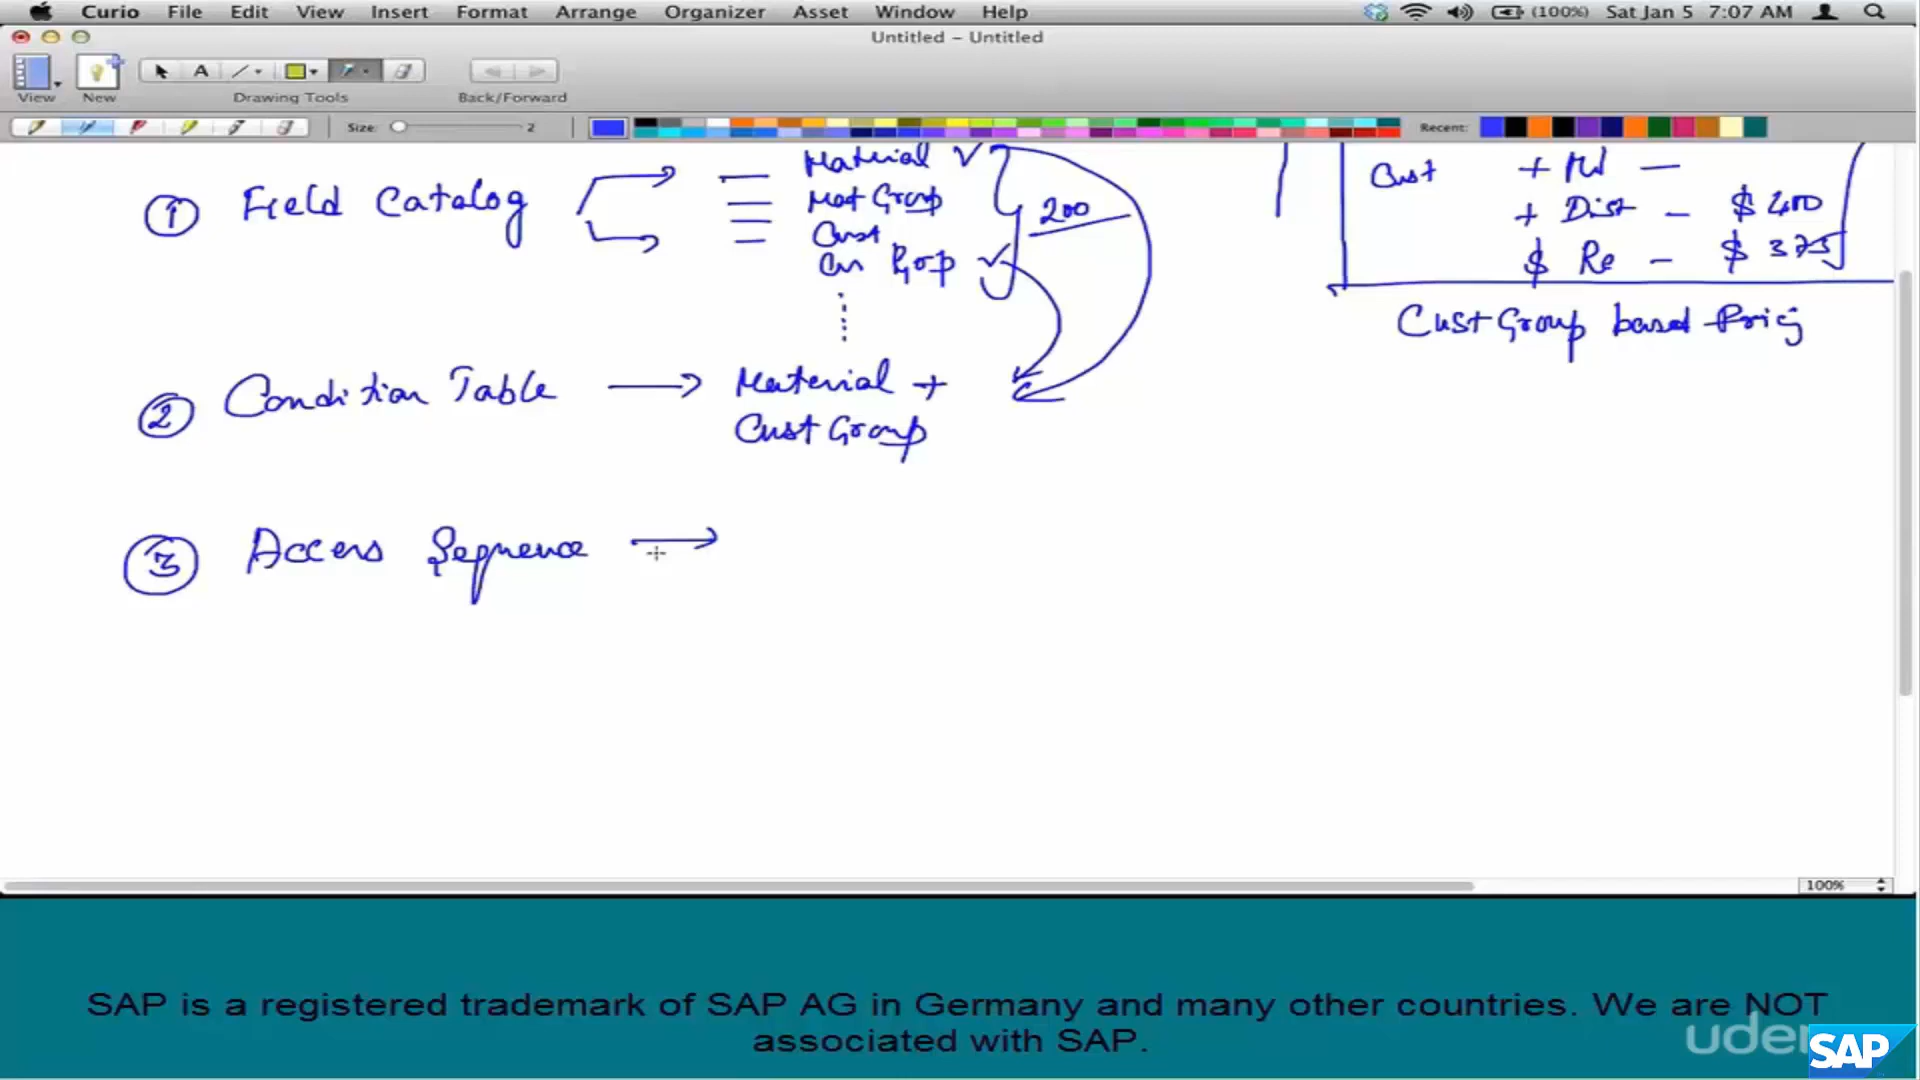 Curio File Edit View Insert Format Arrange Organizer Asset Window Help (100%) Sat Jan 5 7:07 AM
Untitled – Untitled
View New Drawing Tools Back/Forward
Size: 2 Recent:
Material
① Field Catalog
Mat Group
Cust
200
Cust +
+ Dist – $ 400
$ Re – $ 375
Cust Group based Pricg
② Condition Table → Material +
Cust Group
③ Access Sequence →
100%
SAP is a registered trademark of SAP AG in Germany and many other countries. We are NOT
associated with SAP.
SAP